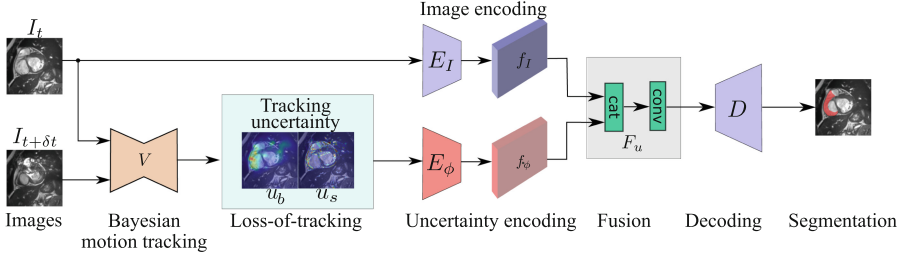 Image encoding
I_t
E_I
f_I
I_{t+δt}
V
Tracking
uncertainty
u_b
u_s
E_ϕ
f_ϕ
cat
conv
F_u
D
Images
Bayesian
motion tracking
Loss-of-tracking
Uncertainty encoding
Fusion
Decoding
Segmentation